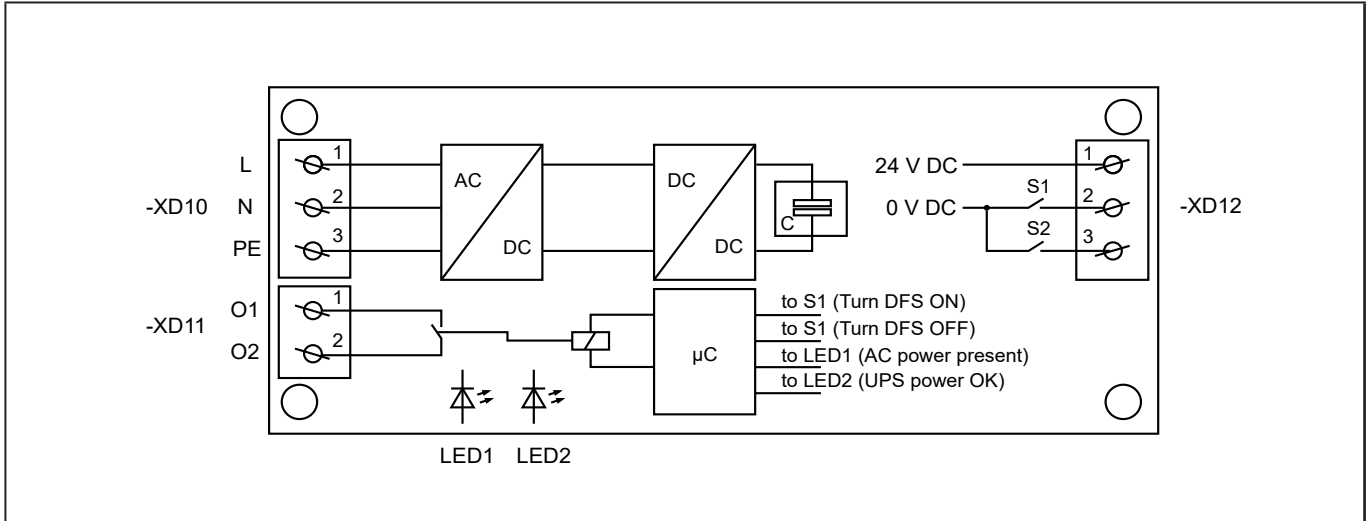 L
-XD10
N
PE
1
2
3
AC
DC
DC
DC
C
24 V DC
0 V DC
S1
S2
1
2
3
-XD12
-XD11
O1
O2
1
2
µC
to S1 (Turn DFS ON)
to S1 (Turn DFS OFF)
to LED1 (AC power present)
to LED2 (UPS power OK)
LED1
LED2